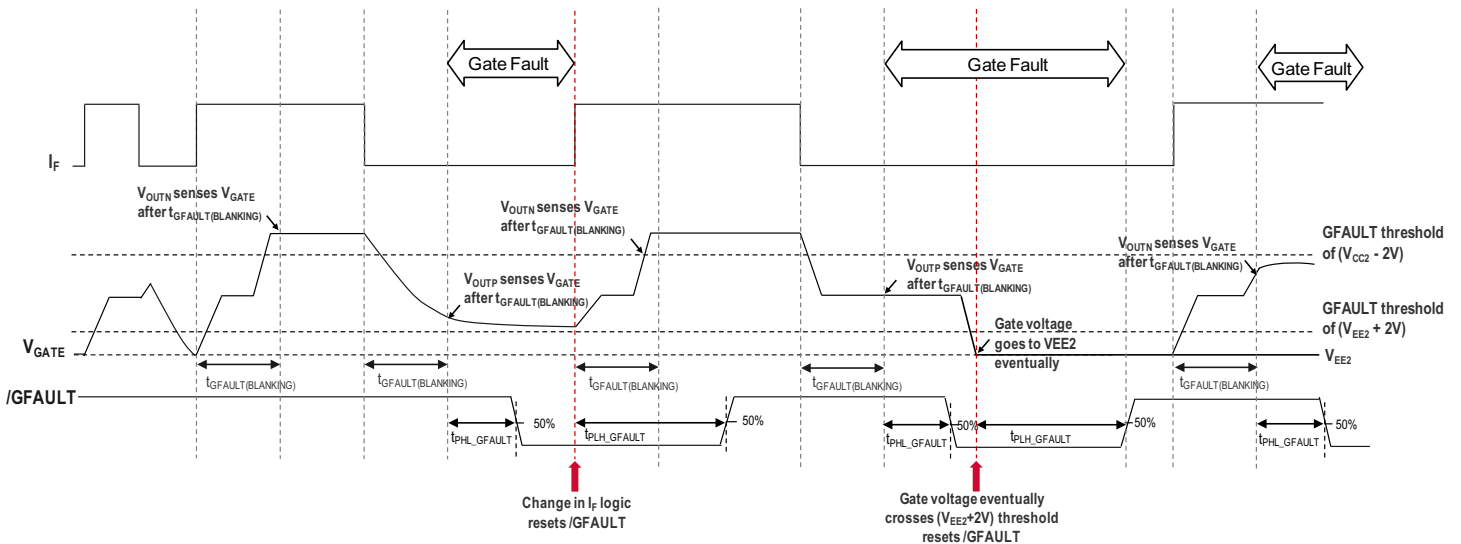 Gate Fault
Gate Fault
Gate Fault
IF
VOUTN senses VGATE
after tGFAULT(BLANKING)
VOUTN senses VGATE
after tGFAULT(BLANKING)
VOUTP senses VGATE
after tGFAULT(BLANKING)
VOUTP senses VGATE
after tGFAULT(BLANKING)
VOUTN senses VGATE
after tGFAULT(BLANKING)
GFAULT threshold
of (VCC2 - 2V)
GFAULT threshold
of (VEE2 + 2V)
Gate voltage
goes to VEE2
eventually
VGATE
VEE2
tGFAULT(BLANKING)
tGFAULT(BLANKING)
tGFAULT(BLANKING)
tGFAULT(BLANKING)
tGFAULT(BLANKING)
/GFAULT
tPHL_GFAULT
50%
tPLH_GFAULT
50%
tPHL_GFAULT
50%
tPLH_GFAULT
50%
tPHL_GFAULT
50%
Change in IF logic
resets /GFAULT
Gate voltage eventually
crosses (VEE2+2V) threshold
resets /GFAULT